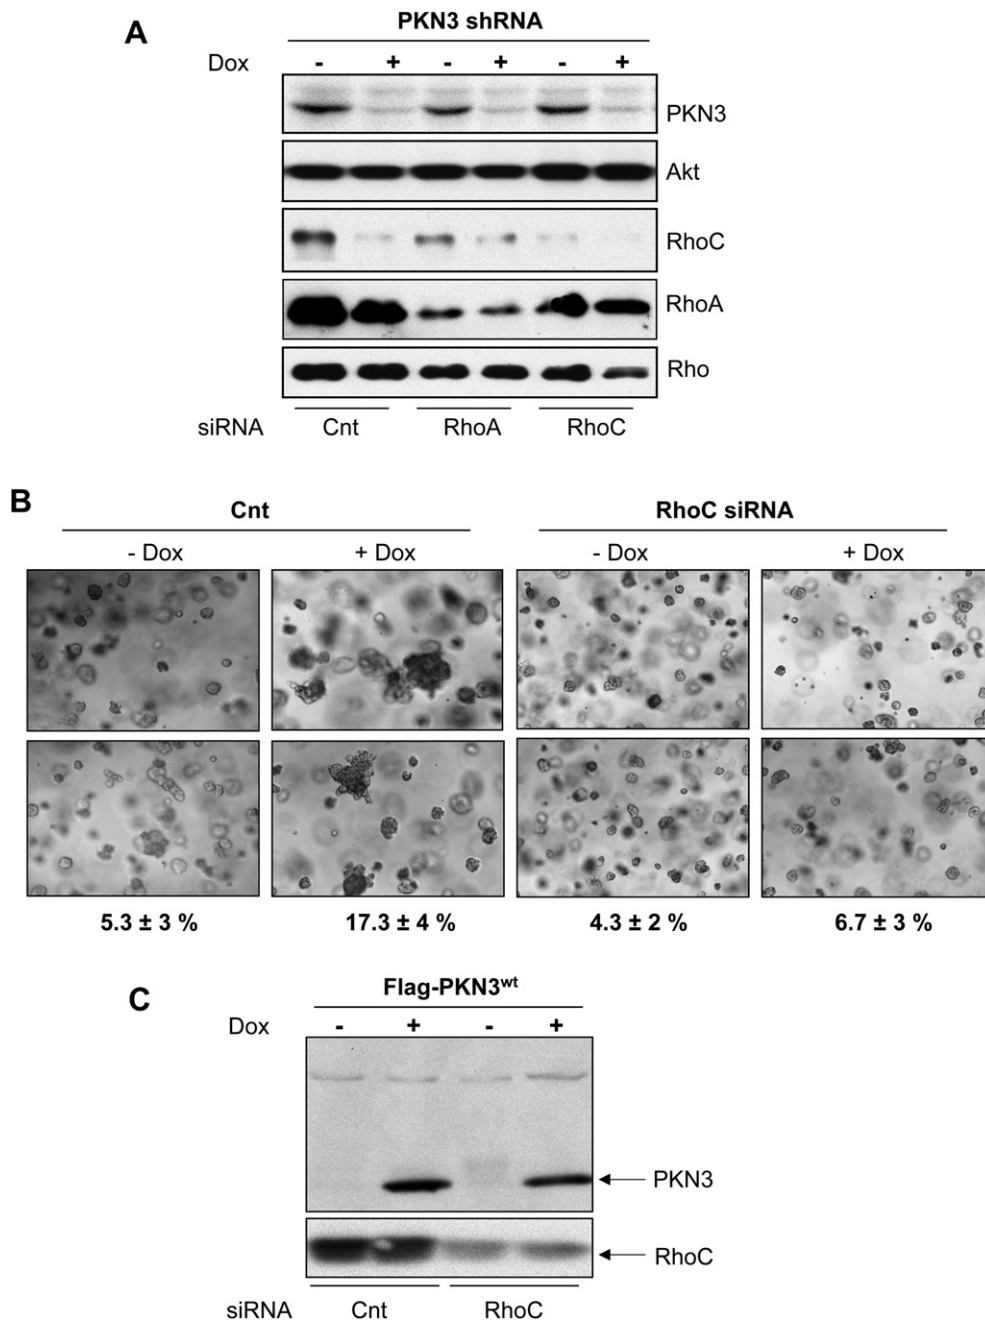 A
PKN3 shRNA
Dox - + - + - +
PKN3
Akt
RhoC
RhoA
Rho
siRNA Cnt RhoA RhoC
B
Cnt RhoC siRNA
- Dox + Dox - Dox + Dox
5.3 ± 3 % 17.3 ± 4 % 4.3 ± 2 % 6.7 ± 3 %
C
Flag-PKN3wt
Dox - + - +
PKN3
RhoC
siRNA Cnt RhoC